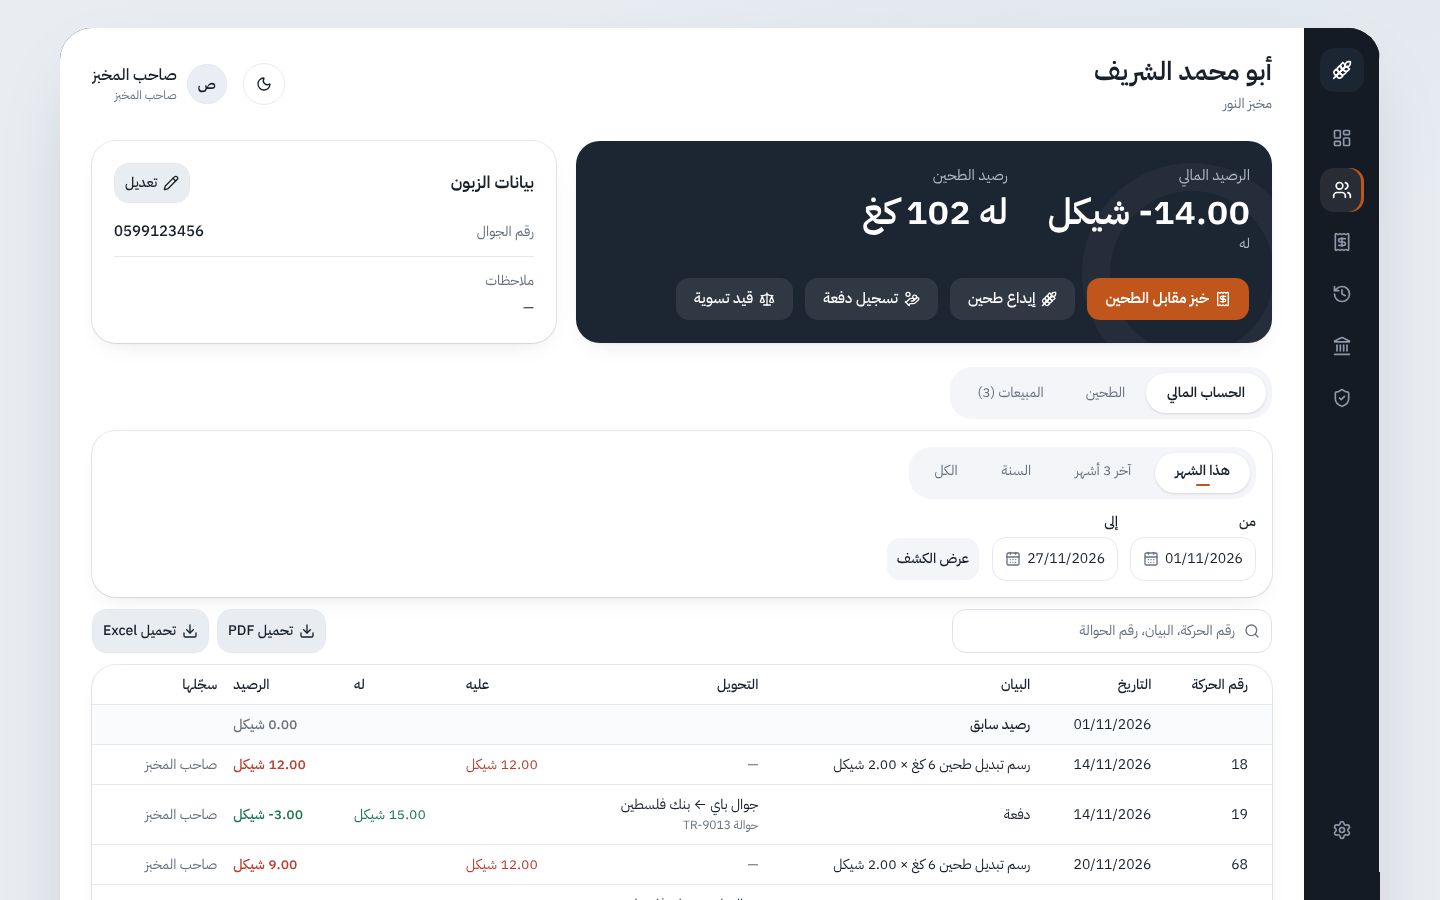 أبو محمد الشريف
مخبز النور
صاحب المخبز
صاحب المخبز
ص
الرصيد المالي
-14.00 شيكل
له
رصيد الطحين
له 102 كغ
خبز مقابل الطحين
إيداع طحين
تسجيل دفعة
قيد تسوية
بيانات الزبون
تعديل
رقم الجوال
0599123456
ملاحظات
—
الحساب المالي
الطحين
المبيعات (3)
هذا الشهر
آخر 3 أشهر
السنة
الكل
من
إلى
01/11/2026
27/11/2026
عرض الكشف
رقم الحركة، البيان، رقم الحوالة
تحميل PDF
تحميل Excel
رقم الحركة التاريخ البيان التحويل عليه له الرصيد سجّلها
01/11/2026 رصيد سابق 0.00 شيكل
18 14/11/2026 رسم تبديل طحين 6 كغ × 2.00 شيكل — 12.00 شيكل 12.00 شيكل صاحب المخبز
19 14/11/2026 دفعة جوال باي ← بنك فلسطين 15.00 شيكل -3.00 شيكل صاحب المخبز
حوالة TR-9013
68 20/11/2026 رسم تبديل طحين 6 كغ × 2.00 شيكل — 12.00 شيكل 9.00 شيكل صاحب المخبز